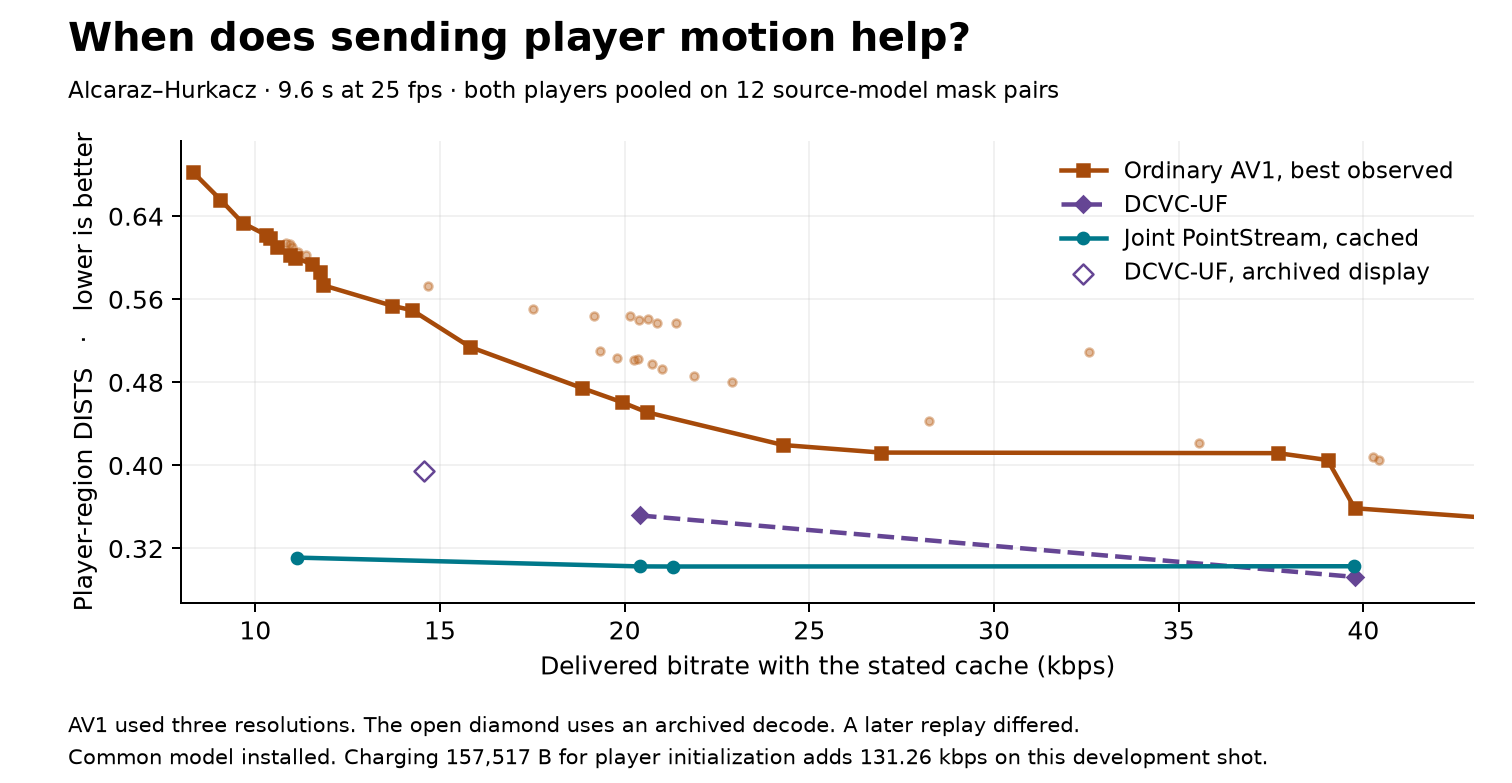 When does sending player motion help?
Alcaraz–Hurkacz · 9.6 s at 25 fps · both players pooled on 12 source-model mask pairs
Player-region DISTS · lower is better
0.64
0.56
0.48
0.40
0.32
Ordinary AV1, best observed
DCVC-UF
Joint PointStream, cached
DCVC-UF, archived display
10 15 20 25 30 35 40
Delivered bitrate with the stated cache (kbps)
AV1 used three resolutions. The open diamond uses an archived decode. A later replay differed.
Common model installed. Charging 157,517 B for player initialization adds 131.26 kbps on this development shot.